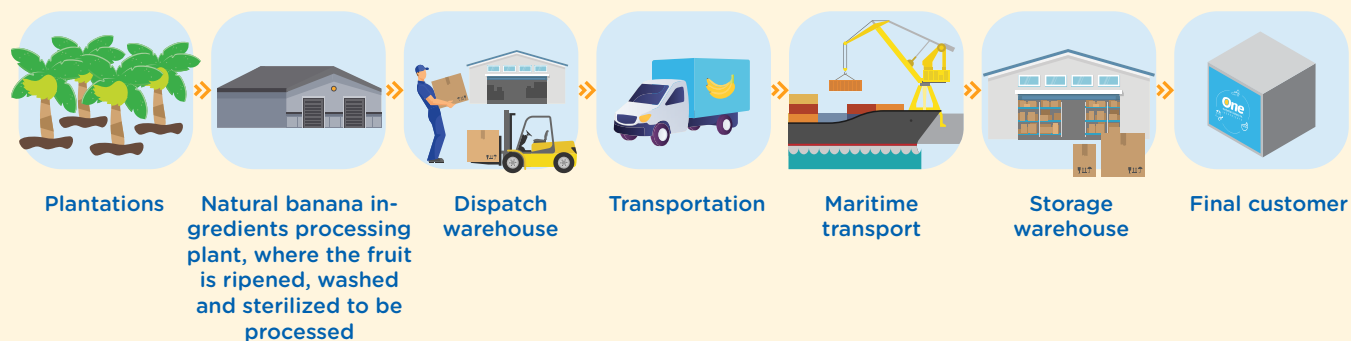 One
Plantations
Natural banana in-
gredients processing
plant, where the fruit
is ripened, washed
and sterilized to be
processed
Dispatch
warehouse
Transportation
Maritime
transport
Storage
warehouse
Final customer